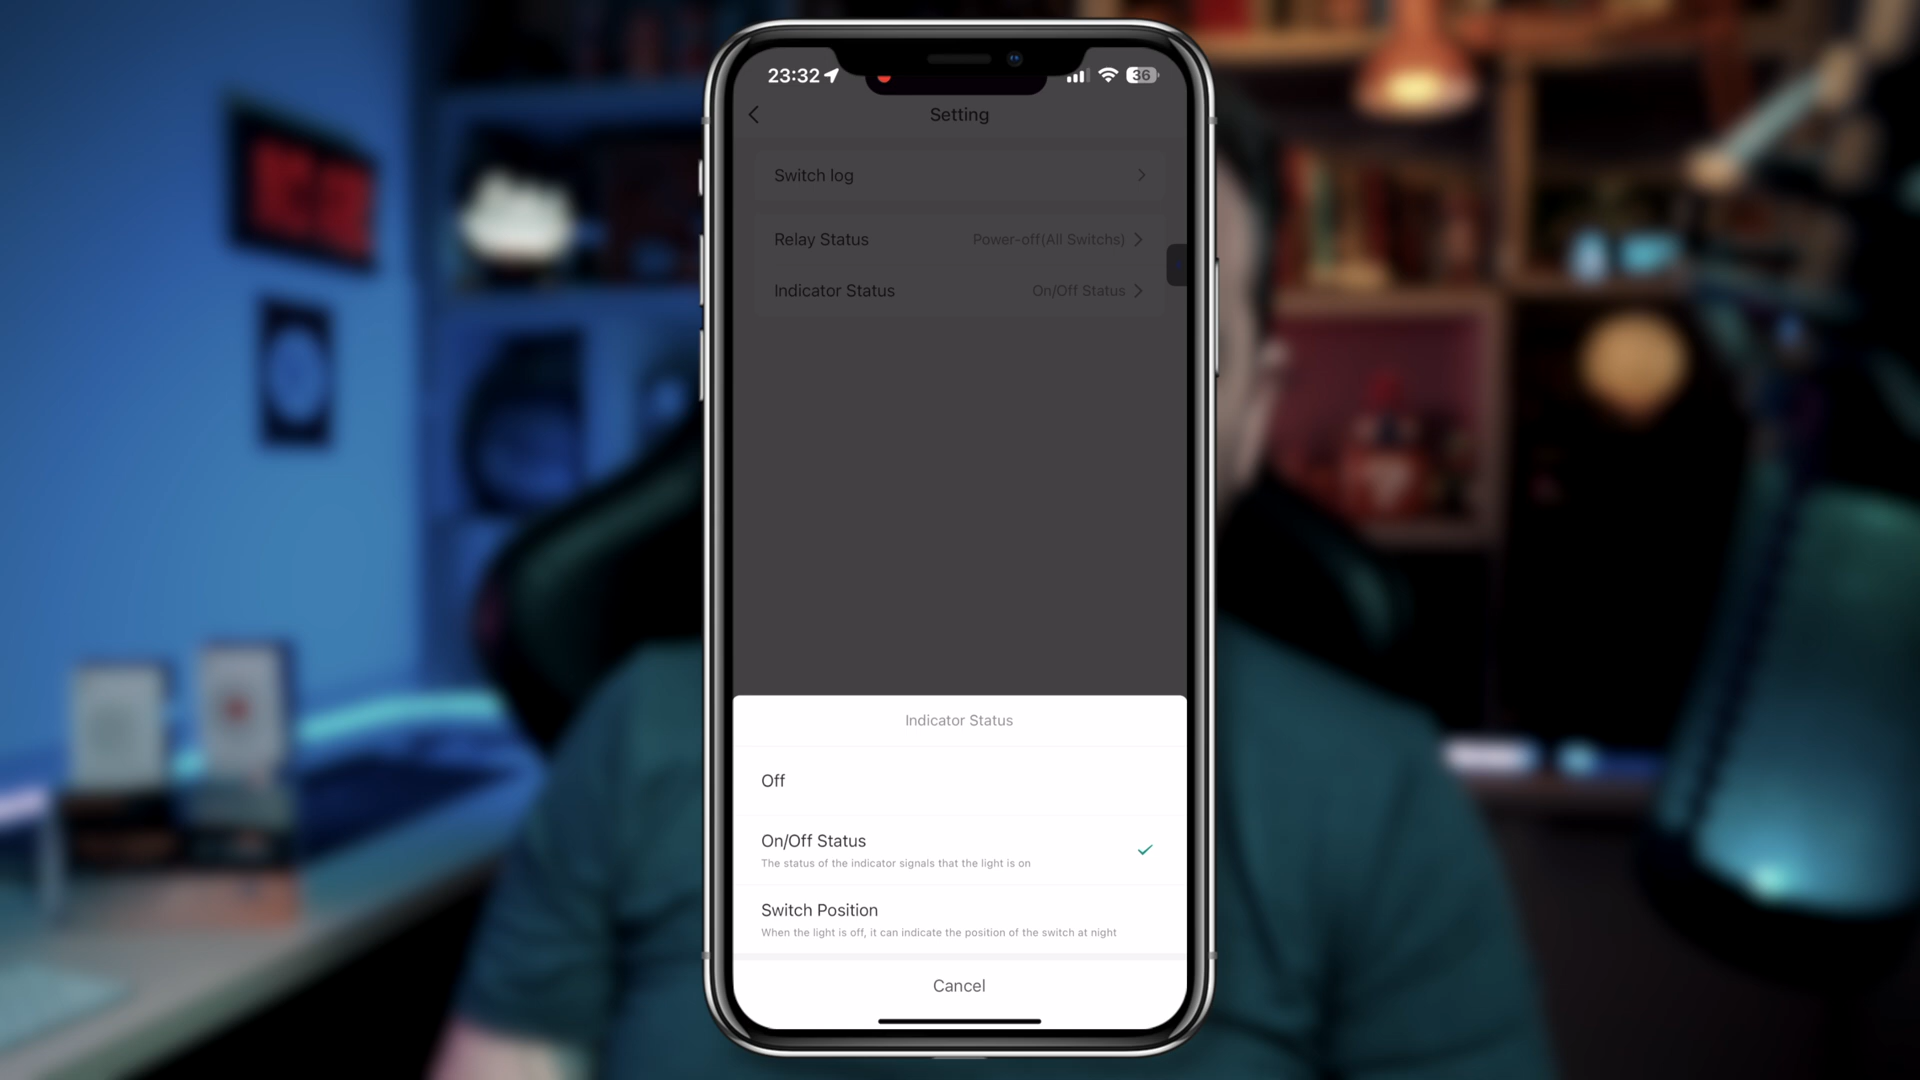 23:32
36
Setting
Switch log
Relay Status Power-off(All Switchs)
Indicator Status On/Off Status
Indicator Status
Off
On/Off Status
The status of the indicator signals that the light is on
Switch Position
When the light is off, it can indicate the position of the switch at night
Cancel